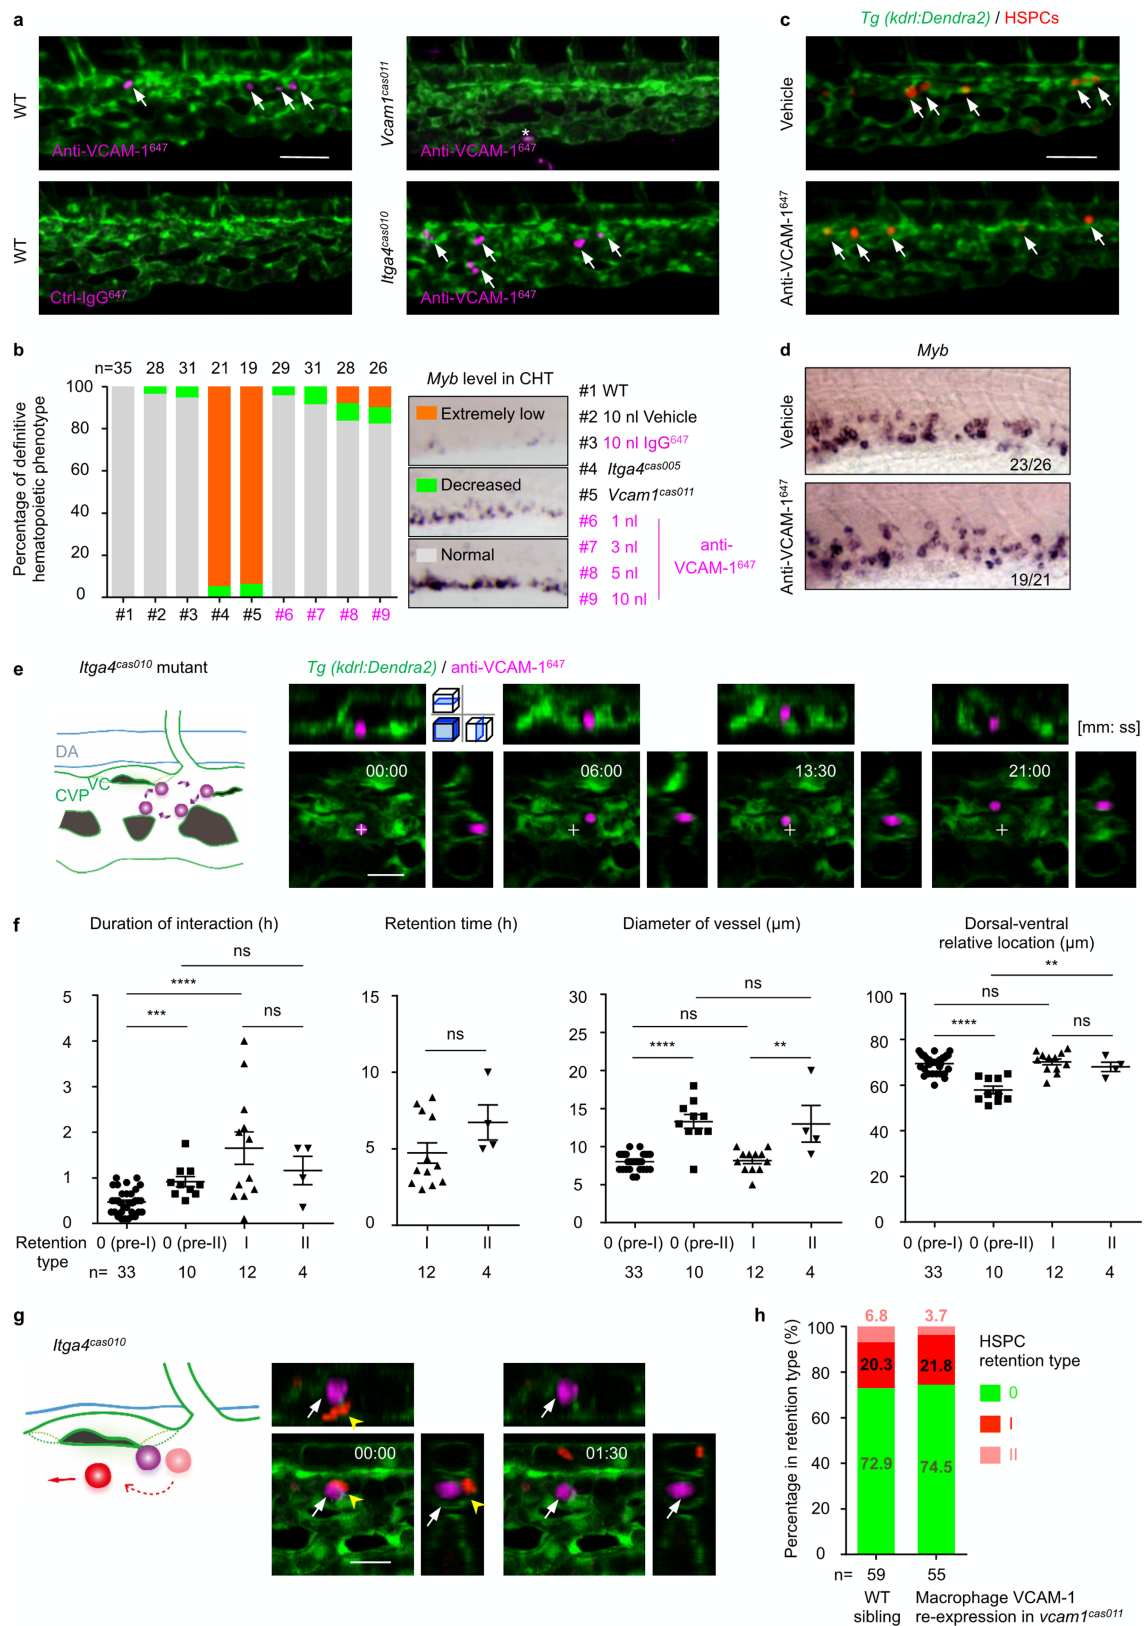 a
WT
Anti-VCAM-1647
Vcam1cas011
*
Anti-VCAM-1647
WT
Ctrl-IgG647
Itga4cas010
Anti-VCAM-1647
c
Tg (kdrl:Dendra2) / HSPCs
Vehicle
Anti-VCAM-1647
b
n=35 28 31 21 19 29 31 28 26
Percentage of definitive
hematopoietic phenotype
100
80
60
40
20
0
#1 #2 #3 #4 #5 #6 #7 #8 #9
Myb level in CHT
Extremely low
Decreased
Normal
#1 WT
#2 10 nl Vehicle
#3 10 nl IgG647
#4 Itga4cas005
#5 Vcam1cas011
#6 1 nl
#7 3 nl
#8 5 nl
#9 10 nl
anti-
VCAM-1647
d
Myb
Vehicle
23/26
Anti-VCAM-1647
19/21
e
Itga4cas010 mutant
DA
VC
CVP
Tg (kdrl:Dendra2) / anti-VCAM-1647
[mm: ss]
00:00 06:00 13:30 21:00
f
Duration of interaction (h)
ns
****
*** ns
5
4
3
2
1
0
Retention
type
0 (pre-I) 0 (pre-II) I II
n= 33 10 12 4
Retention time (h)
ns
15
10
5
0
I II
12 4
Diameter of vessel (µm)
ns
ns
**** **
30
25
20
15
10
5
0
0 (pre-I) 0 (pre-II) I II
33 10 12 4
Dorsal-ventral
relative location (µm)
**
ns
**** ns
100
80
60
40
20
0
0 (pre-I) 0 (pre-II) I II
33 10 12 4
g
Itga4cas010
00:00 01:30
h
Percentage in retention type (%)
100
80
60
40
20
0
6.8 3.7
20.3 21.8
72.9 74.5
HSPC
retention type
0
I
II
n= 59 55
WT
sibling
Macrophage VCAM-1
re-expression in vcam1cas011